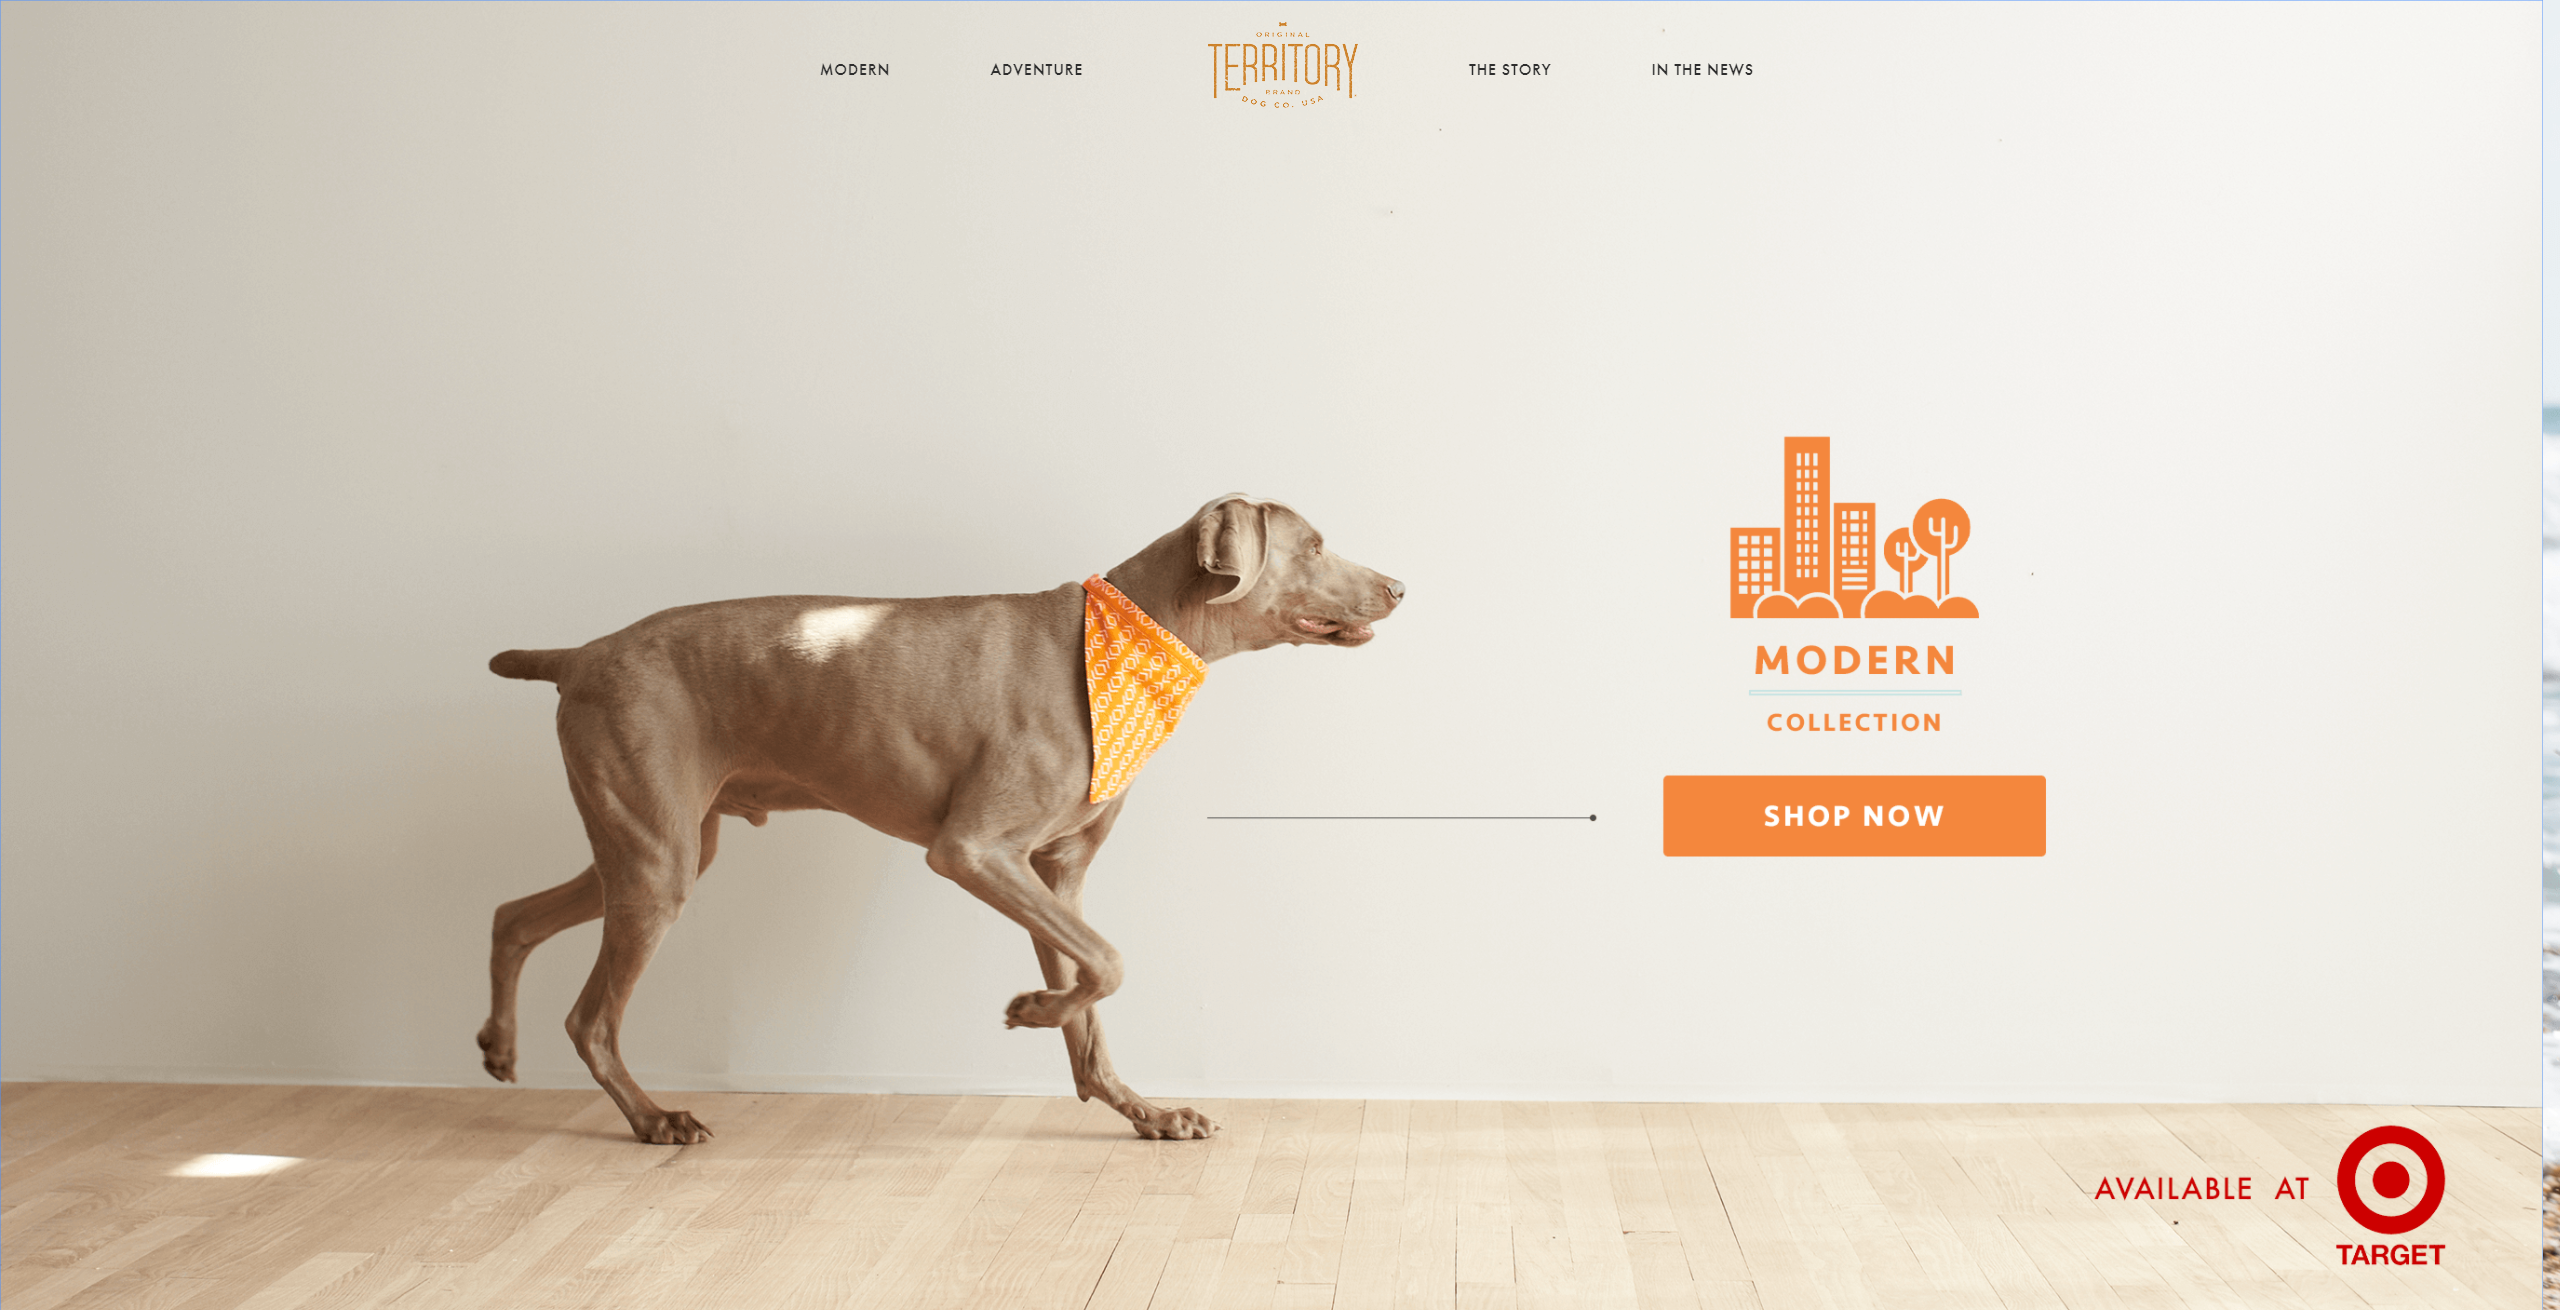 MODERN
ADVENTURE
ORIGINAL
TERRITORY
BRAND
DOG CO. USA
THE STORY
IN THE NEWS
MODERN
COLLECTION
SHOP NOW
AVAILABLE AT
TARGET